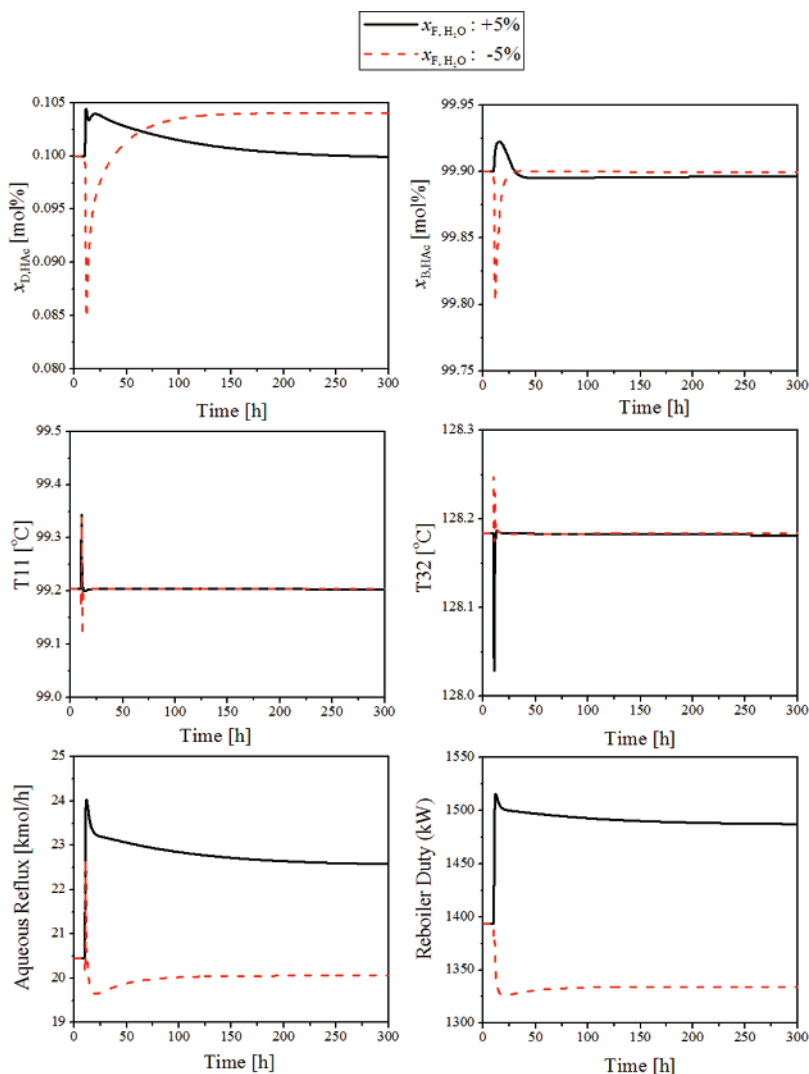 x_F, H₂O : +5%
x_F, H₂O : -5%
0.105
0.100
0.095
0.090
0.085
0.080
x_D,HAc [mol%]
0 50 100 150 200 250 300
Time [h]
99.95
99.90
99.85
99.80
99.75
x_B,HAc [mol%]
0 50 100 150 200 250 300
Time [h]
99.5
99.4
99.3
99.2
99.1
99.0
T11 [°C]
0 50 100 150 200 250 300
Time [h]
128.3
128.2
128.1
128.0
T32 [°C]
0 50 100 150 200 250 300
Time [h]
25
24
23
22
21
20
19
Aqueous Reflux [kmol/h]
0 50 100 150 200 250 300
Time [h]
1550
1500
1450
1400
1350
1300
Reboiler Duty (kW)
0 50 100 150 200 250 300
Time [h]